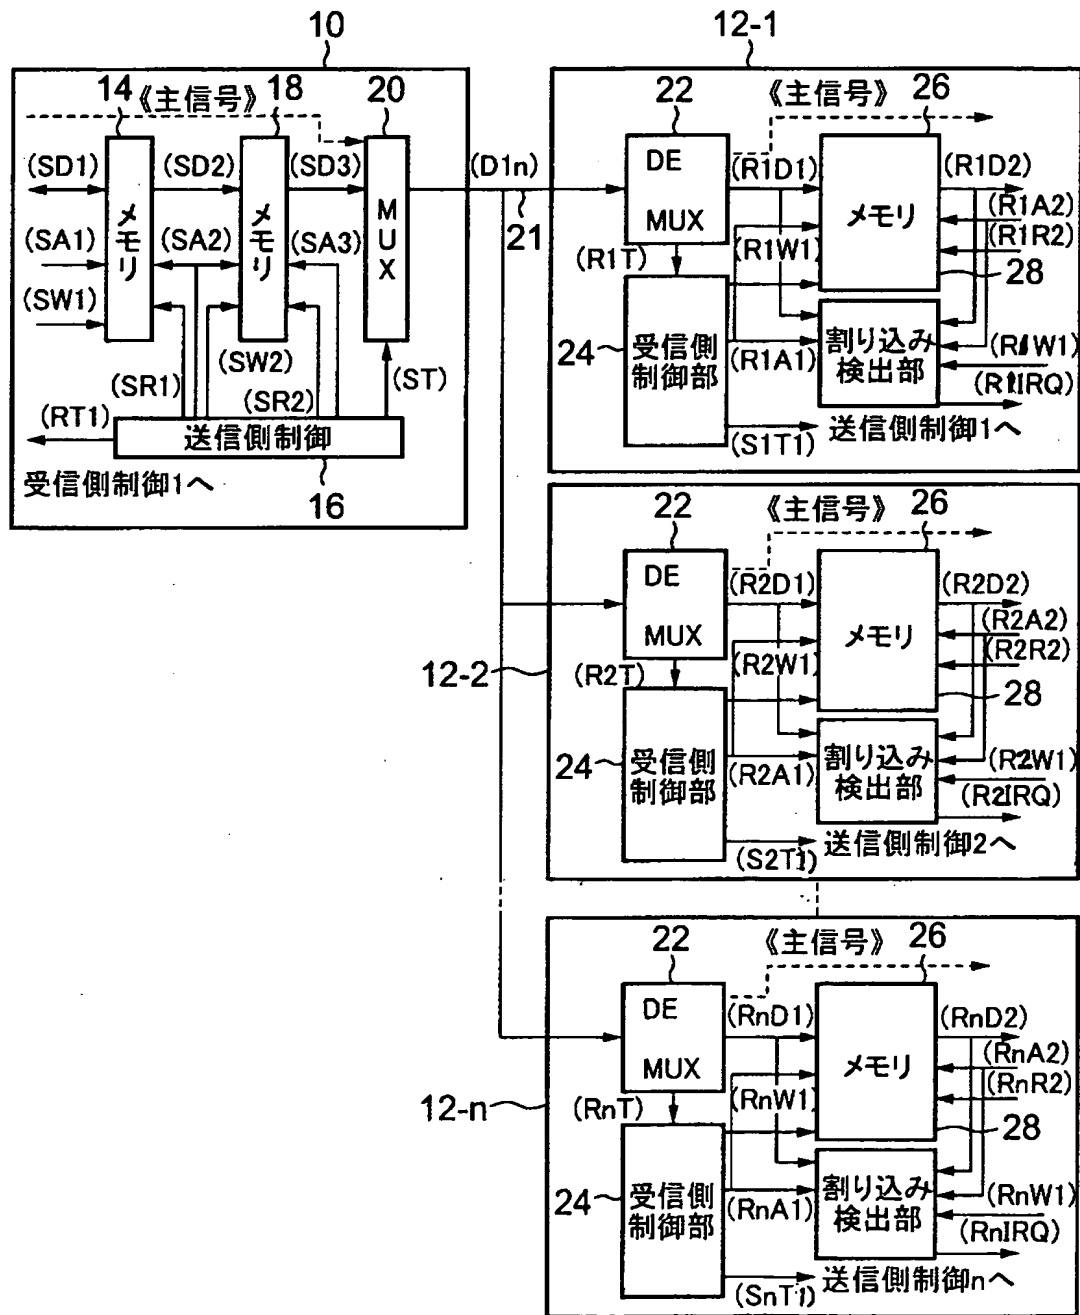 10
14
《主信号》
18
20
(SD1)
(SD2)
(SD3)
(SA1)
(SA2)
(SA3)
(SW1)
メモリ
メモリ
MUX
(SW2)
(SR1)
(SR2)
(ST)
(RT1)
送信側制御
受信側制御1へ
16
(D1n)
21
12-1
22
《主信号》
26
DE
MUX
(R1D1)
メモリ
(R1D2)
(R1A2)
(R1R2)
(R1W1)
(R1T)
28
24
受信側
制御部
(R1A1)
割り込み
検出部
(R1W1)
(R1IRQ)
(S1T1)
送信側制御1へ
12-2
22
《主信号》
26
DE
MUX
(R2D1)
メモリ
(R2D2)
(R2A2)
(R2R2)
(R2W1)
(R2T)
28
24
受信側
制御部
(R2A1)
割り込み
検出部
(R2W1)
(R2IRQ)
(S2T1)
送信側制御2へ
12-n
22
《主信号》
26
DE
MUX
(RnD1)
メモリ
(RnD2)
(RnA2)
(RnR2)
(RnW1)
(RnT)
28
24
受信側
制御部
(RnA1)
割り込み
検出部
(RnW1)
(RnIRQ)
(SnT1)
送信側制御nへ